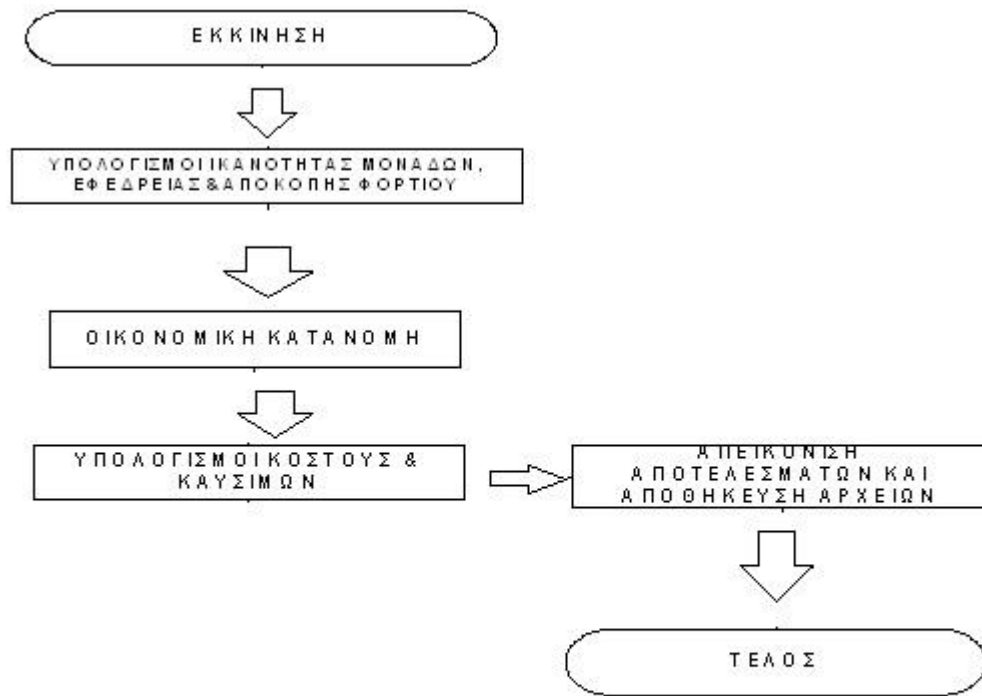 ΕΚΚΙΝΗΣΗ
ΥΠΟΛΟΓΙΣΜΟΙ ΙΚΑΝΟΤΗΤΑΣ ΜΟΝΑΔΩΝ,
ΕΦΕΔΡΕΙΑΣ & ΑΠΟΚΟΠΗΣ ΦΟΡΤΙΟΥ
ΟΙΚΟΝΟΜΙΚΗ ΚΑΤΑΝΟΜΗ
ΥΠΟΛΟΓΙΣΜΟΙ ΚΟΣΤΟΥΣ &
ΚΑΥΣΙΜΩΝ
ΑΠΕΙΚΟΝΙΣΗ
ΑΠΟΤΕΛΕΣΜΑΤΩΝ ΚΑΙ
ΑΠΟΘΗΚΕΥΣΗ ΑΡΧΕΙΩΝ
ΤΕΛΟΣ